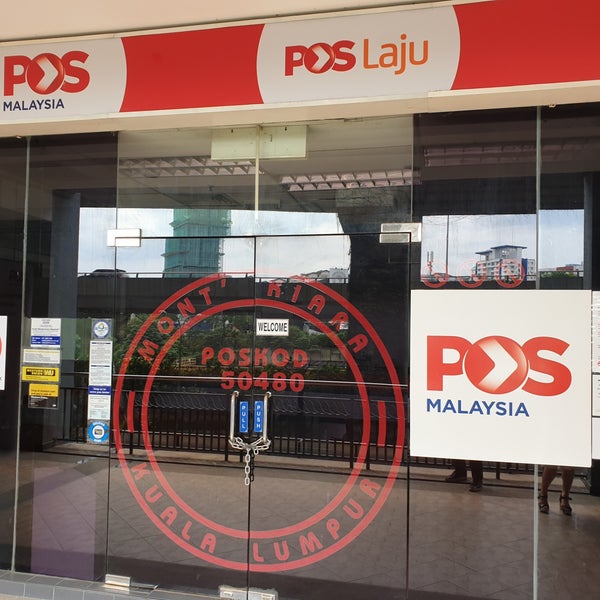 POS
MALAYSIA
POS Laju
MONT' KIARA
WELCOME
POSKOD
50480
PULL
PUSH
KUALA LUMPUR
POS
MALAYSIA